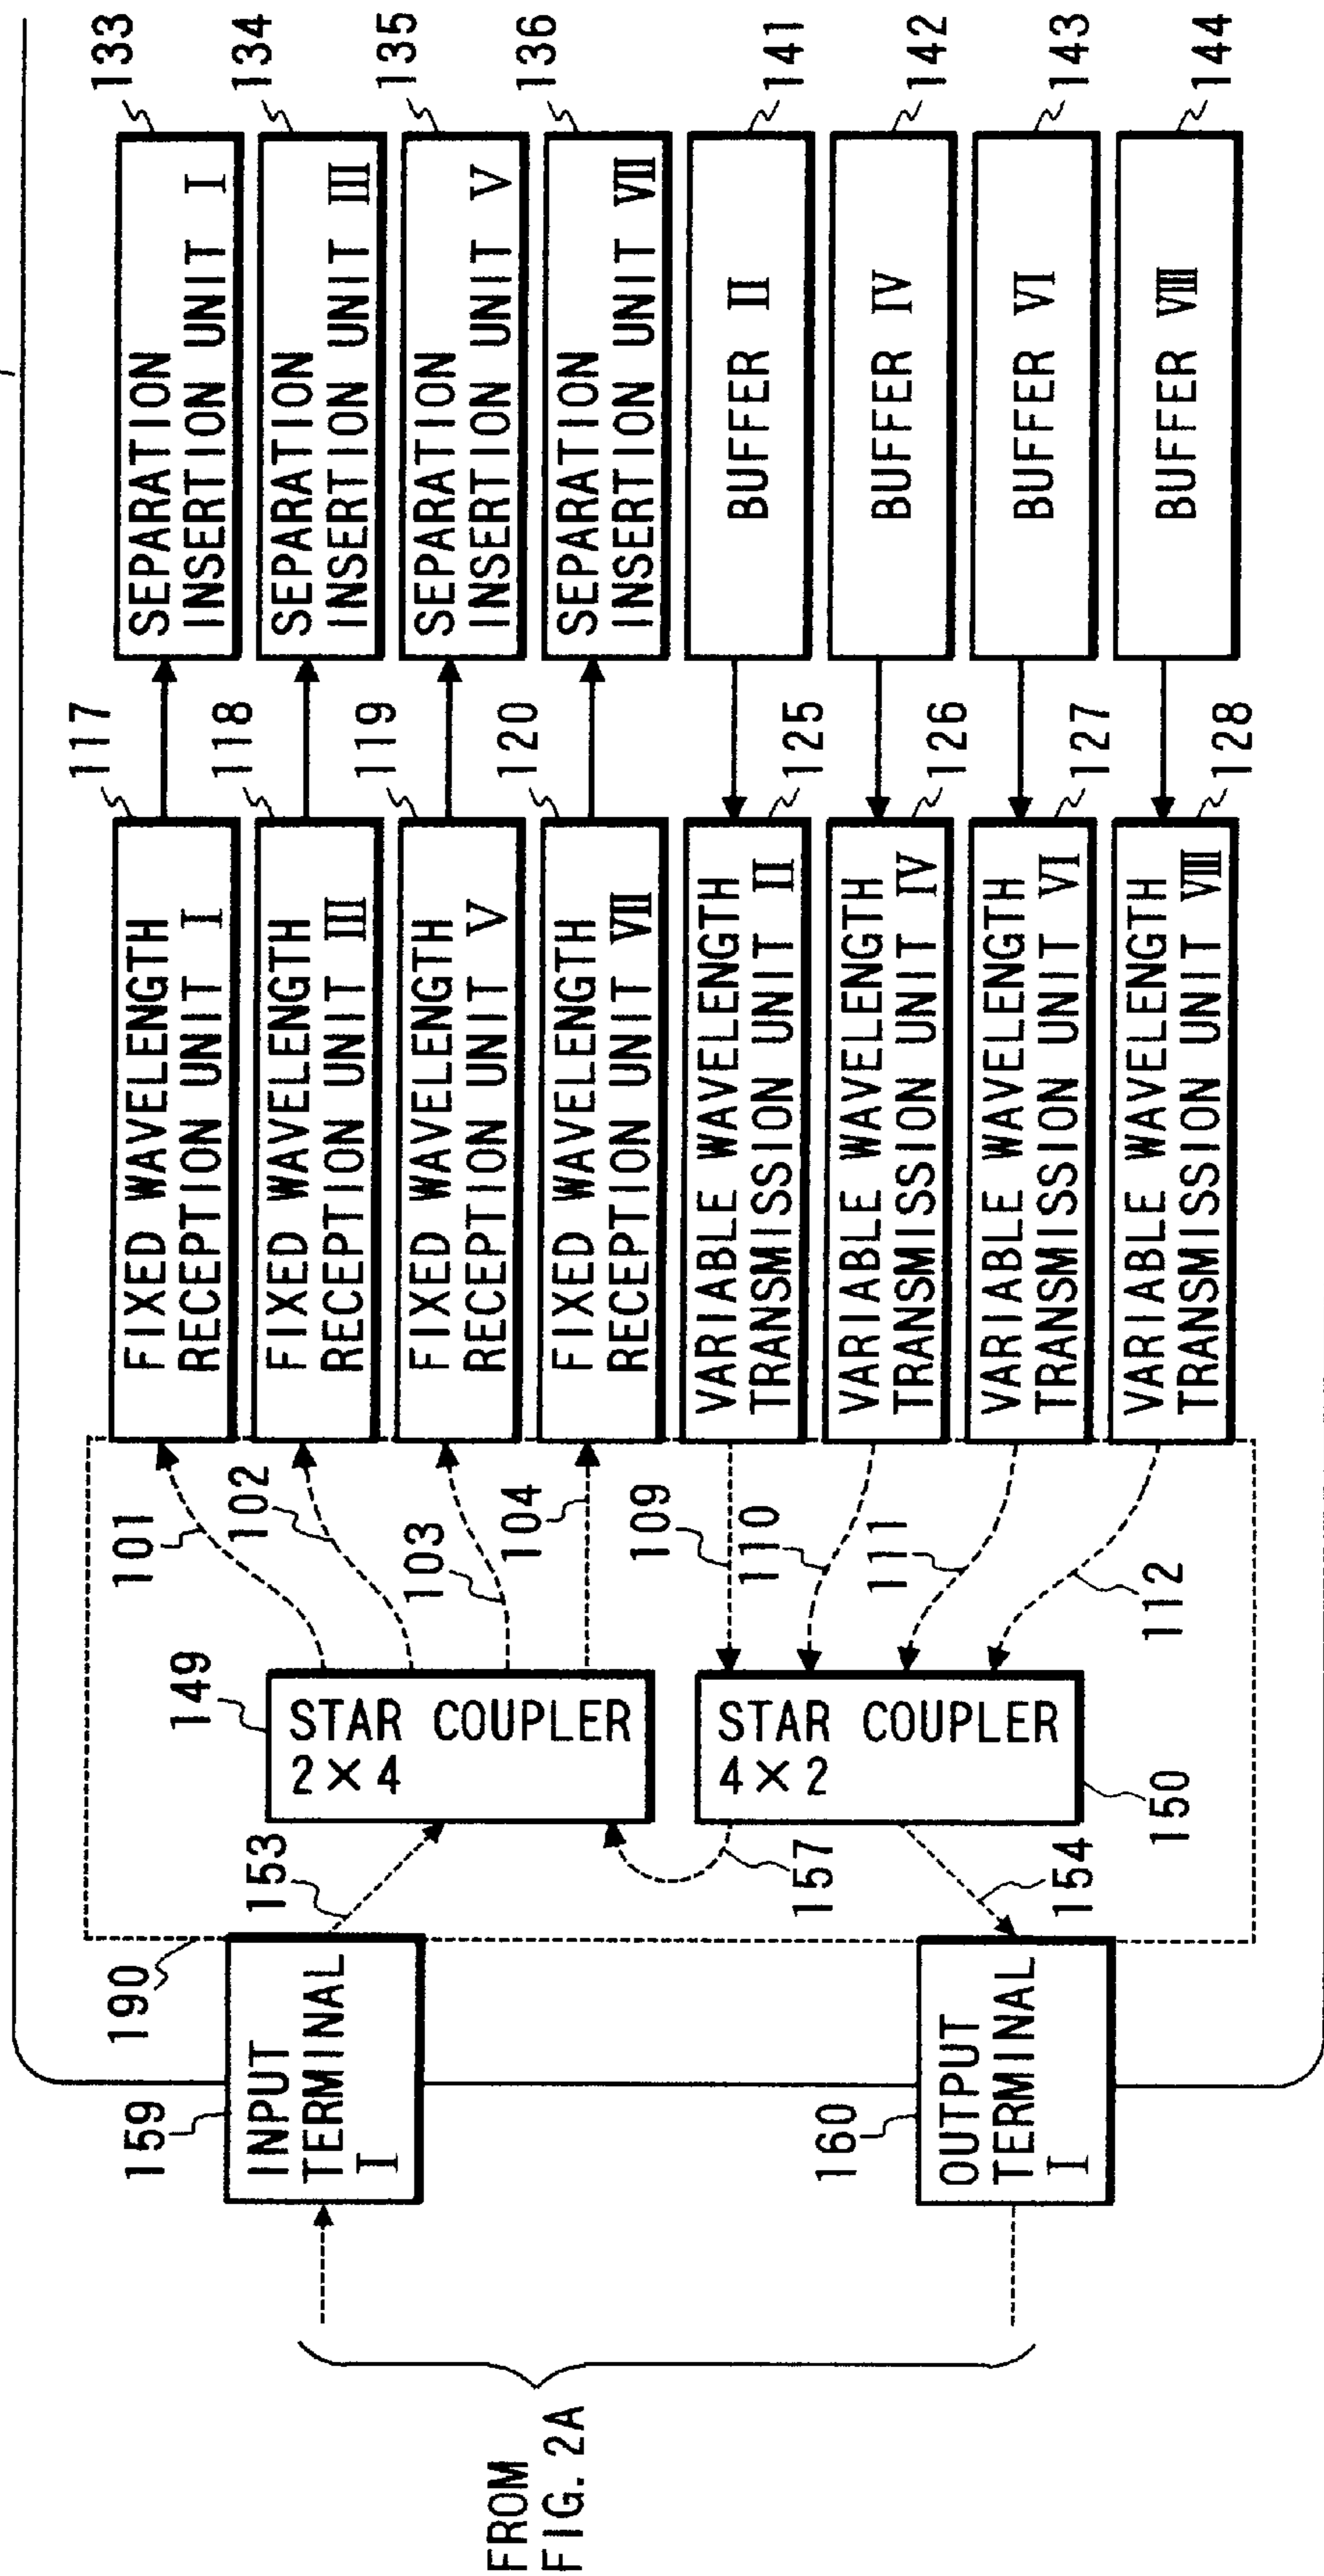 FROM
FIG. 2A
159
INPUT
TERMINAL
I
160
OUTPUT
TERMINAL
I
190
153
154
157
149
STAR COUPLER
2×4
150
STAR COUPLER
4×2
101
102
103
104
109
110
111
112
117
FIXED WAVELENGTH
RECEPTION UNIT I
118
FIXED WAVELENGTH
RECEPTION UNIT III
119
FIXED WAVELENGTH
RECEPTION UNIT V
120
FIXED WAVELENGTH
RECEPTION UNIT VII
125
VARIABLE WAVELENGTH
TRANSMISSION UNIT II
126
VARIABLE WAVELENGTH
TRANSMISSION UNIT IV
127
VARIABLE WAVELENGTH
TRANSMISSION UNIT VI
128
VARIABLE WAVELENGTH
TRANSMISSION UNIT VIII
133
SEPARATION
INSERTION UNIT I
134
SEPARATION
INSERTION UNIT III
135
SEPARATION
INSERTION UNIT V
136
SEPARATION
INSERTION UNIT VII
141
BUFFER II
142
BUFFER IV
143
BUFFER VI
144
BUFFER VIII